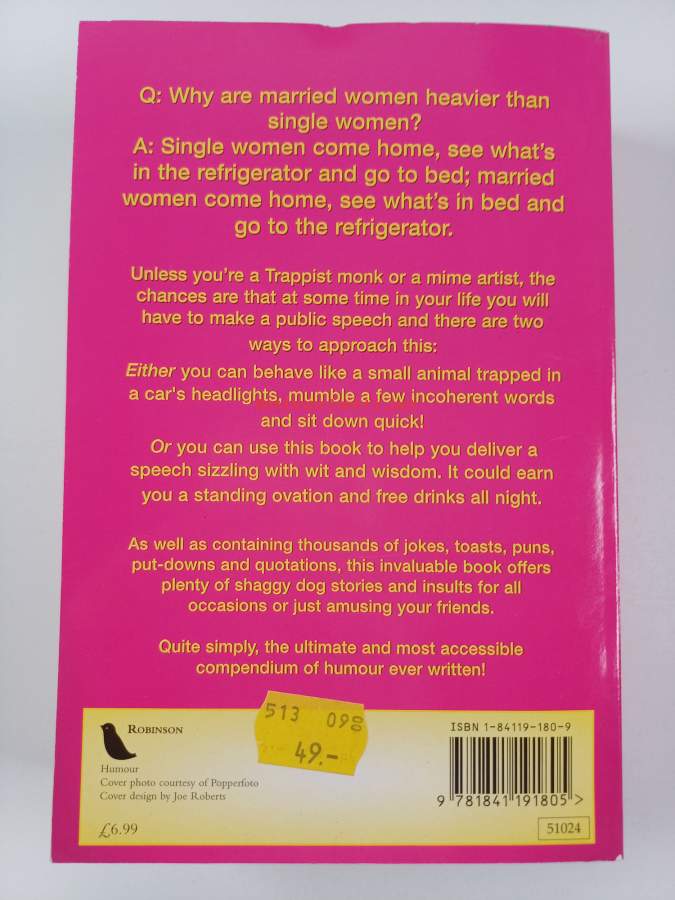 Q: Why are married women heavier than
single women?
A: Single women come home, see what's
in the refrigerator and go to bed; married
women come home, see what's in bed and
go to the refrigerator.
Unless you're a Trappist monk or a mime artist, the
chances are that at some time in your life you will
have to make a public speech and there are two
ways to approach this:
Either you can behave like a small animal trapped in
a car's headlights, mumble a few incoherent words
and sit down quick!
Or you can use this book to help you deliver a
speech sizzling with wit and wisdom. It could earn
you a standing ovation and free drinks all night.
As well as containing thousands of jokes, toasts, puns,
put-downs and quotations, this invaluable book offers
plenty of shaggy dog stories and insults for all
occasions or just amusing your friends.
Quite simply, the ultimate and most accessible
compendium of humour ever written!
ROBINSON
Humour
Cover photo courtesy of Popperfoto
Cover design by Joe Roberts
£6.99
513 098
49.-
ISBN 1-84119-180-9
9 781841 191805 >
51024